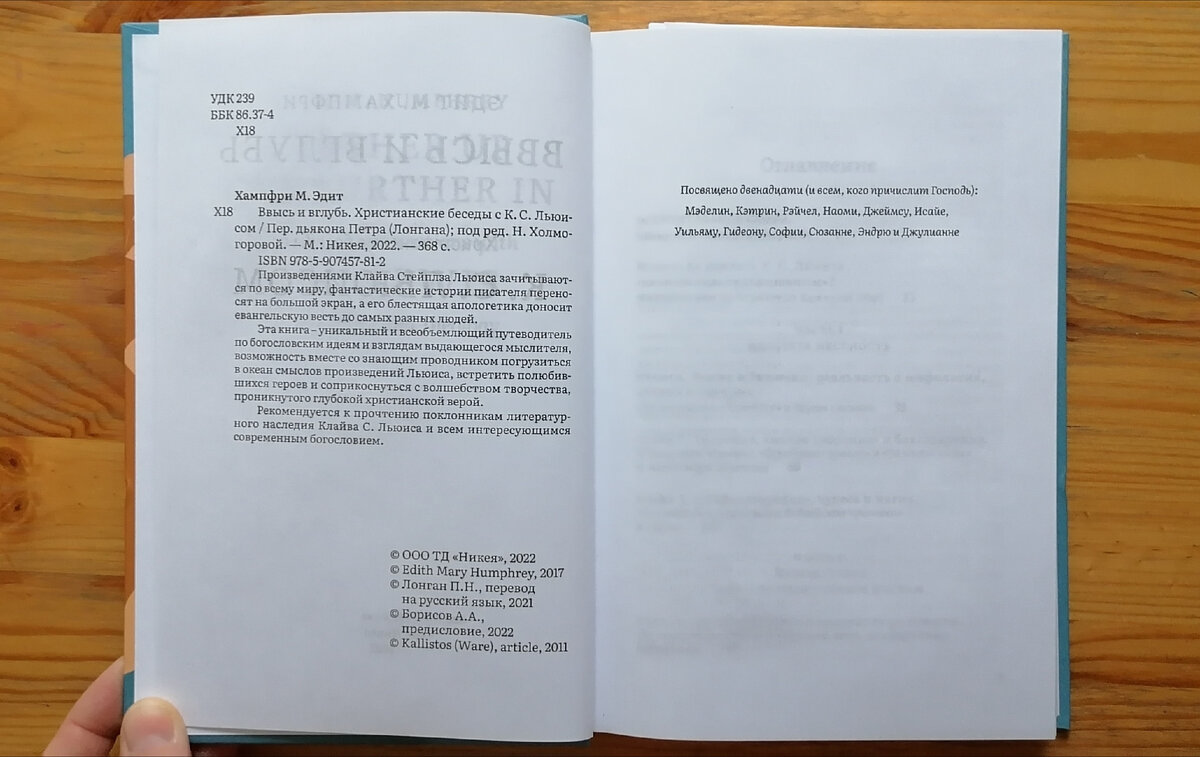 УДК 239
ББК 86.37-4
Х18
Хампфри М. Эдит
Х18 Ввысь и вглубь. Христианские беседы с К. С. Льюи-
сом / Пер. дьякона Петра (Лонгана); под ред. Н. Холмо-
горовой. — М.: Никея, 2022. — 368 с.
ISBN 978-5-907457-81-2
Произведениями Клайва Стейплза Льюиса зачитывают-
ся по всему миру, фантастические истории писателя перено-
сят на большой экран, а его блестящая апологетика доносит
евангельскую весть до самых разных людей.
Эта книга – уникальный и всеобъемлющий путеводитель
по богословским идеям и взглядам выдающегося мыслителя,
возможность вместе со знающим проводником погрузиться
в океан смыслов произведений Льюиса, встретить полюбив-
шихся героев и соприкоснуться с волшебством творчества,
проникнутого глубокой христианской верой.
Рекомендуется к прочтению поклонникам литератур-
ного наследия Клайва С. Льюиса и всем интересующимся
современным богословием.
© ООО ТД «Никея», 2022
© Edith Mary Humphrey, 2017
© Лонган П.Н., перевод
на русский язык, 2021
© Борисов А.А.,
предисловие, 2022
© Kallistos (Ware), article, 2011
Посвящено двенадцати (и всем, кого причислит Господь):
Мэделин, Кэтрин, Рэйчел, Наоми, Джеймсу, Исайе,
Уильяму, Гидеону, Софии, Сюзанне, Эндрю и Джулианне